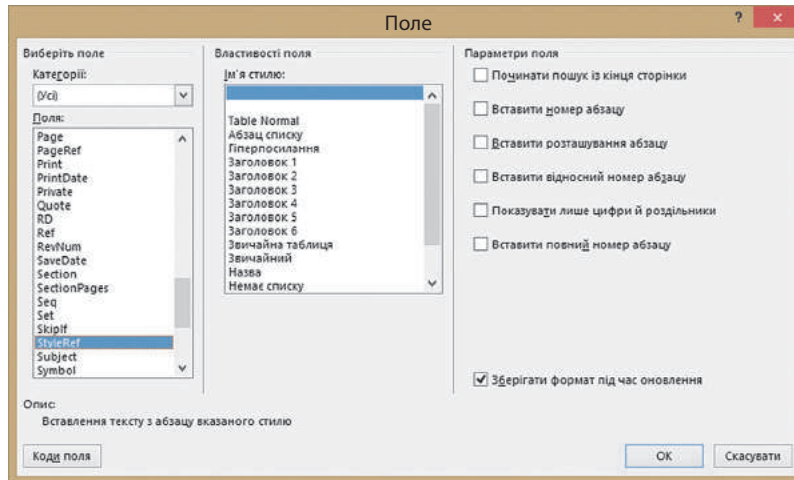 Поле
?
×
Виберіть поле
Категорії:
(Усі)
Поля:
Page
PageRef
Print
PrintDate
Private
Quote
RD
Ref
RevNum
SaveDate
Section
SectionPages
Seq
Set
SkipIf
StyleRef
Subject
Symbol
Властивості поля
Ім'я стилю:
Table Normal
Абзац списку
Гіперпосилання
Заголовок 1
Заголовок 2
Заголовок 3
Заголовок 4
Заголовок 5
Заголовок 6
Звичайна таблиця
Звичайний
Назва
Немає списку
Параметри поля
Починати пошук із кінця сторінки
Вставити номер абзацу
Вставити розташування абзацу
Вставити відносний номер абзацу
Показувати лише цифри й роздільники
Вставити повний номер абзацу
Зберігати формат під час оновлення
Опис:
Вставлення тексту з абзацу вказаного стилю
Коди поля
ОК
Скасувати